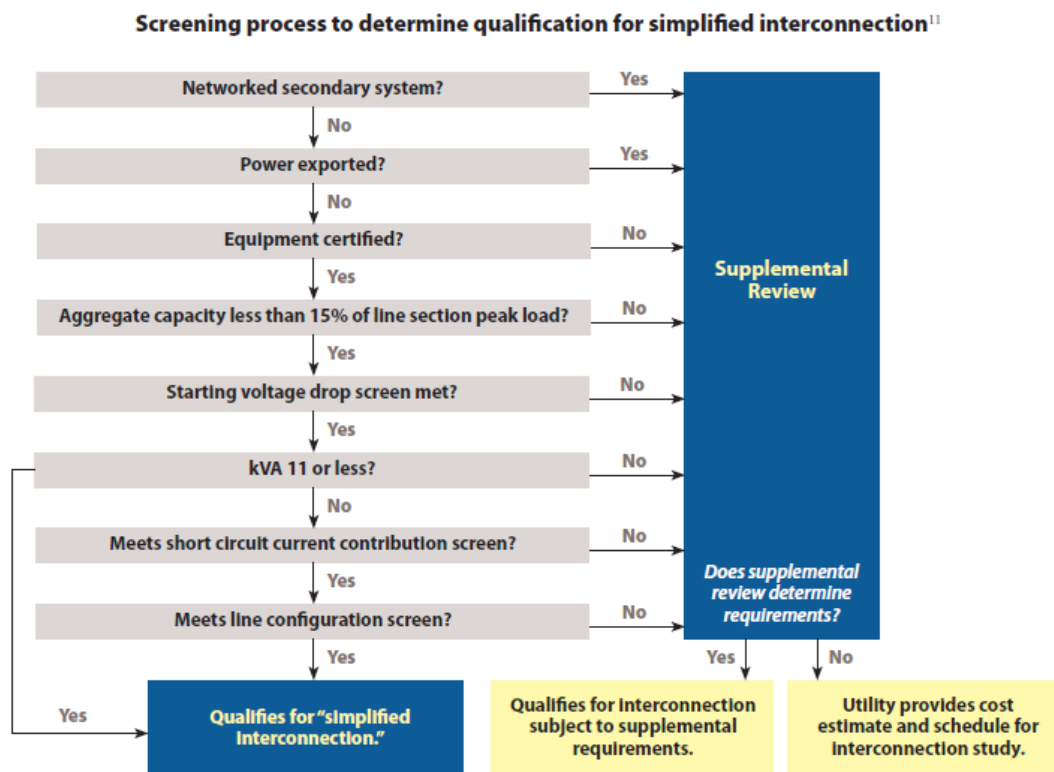 Screening process to determine qualification for simplified interconnection11
Networked secondary system?
Yes
No
Power exported?
Yes
No
Equipment certified?
No
Yes
Aggregate capacity less than 15% of line section peak load?
No
Yes
Starting voltage drop screen met?
No
Yes
kVA 11 or less?
No
No
Meets short circuit current contribution screen?
No
Yes
Meets line configuration screen?
No
Yes
Supplemental
Review
Does supplemental
review determine
requirements?
Yes
No
Yes
Qualifies for "simplified
interconnection."
Qualifies for interconnection
subject to supplemental
requirements.
Utility provides cost
estimate and schedule for
interconnection study.